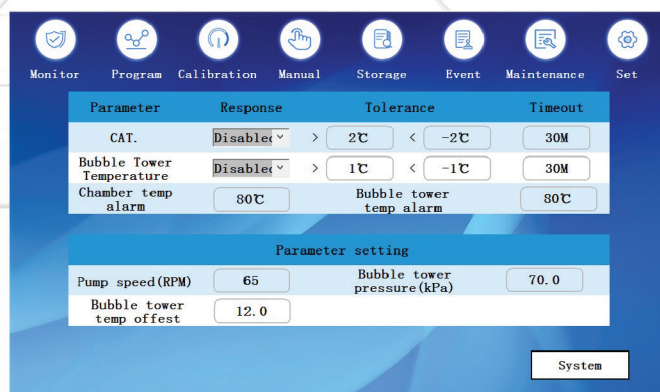 Monitor Program Calibration Manual Storage Event Maintenance Set
Parameter Response Tolerance Timeout
CAT. Disabled > 2℃ < -2℃ 30M
Bubble Tower
Temperature Disabled > 1℃ < -1℃ 30M
Chamber temp
alarm 80℃ Bubble tower
temp alarm 80℃
Parameter setting
Pump speed(RPM) 65 Bubble tower
pressure(kPa) 70.0
Bubble tower
temp offest 12.0
System